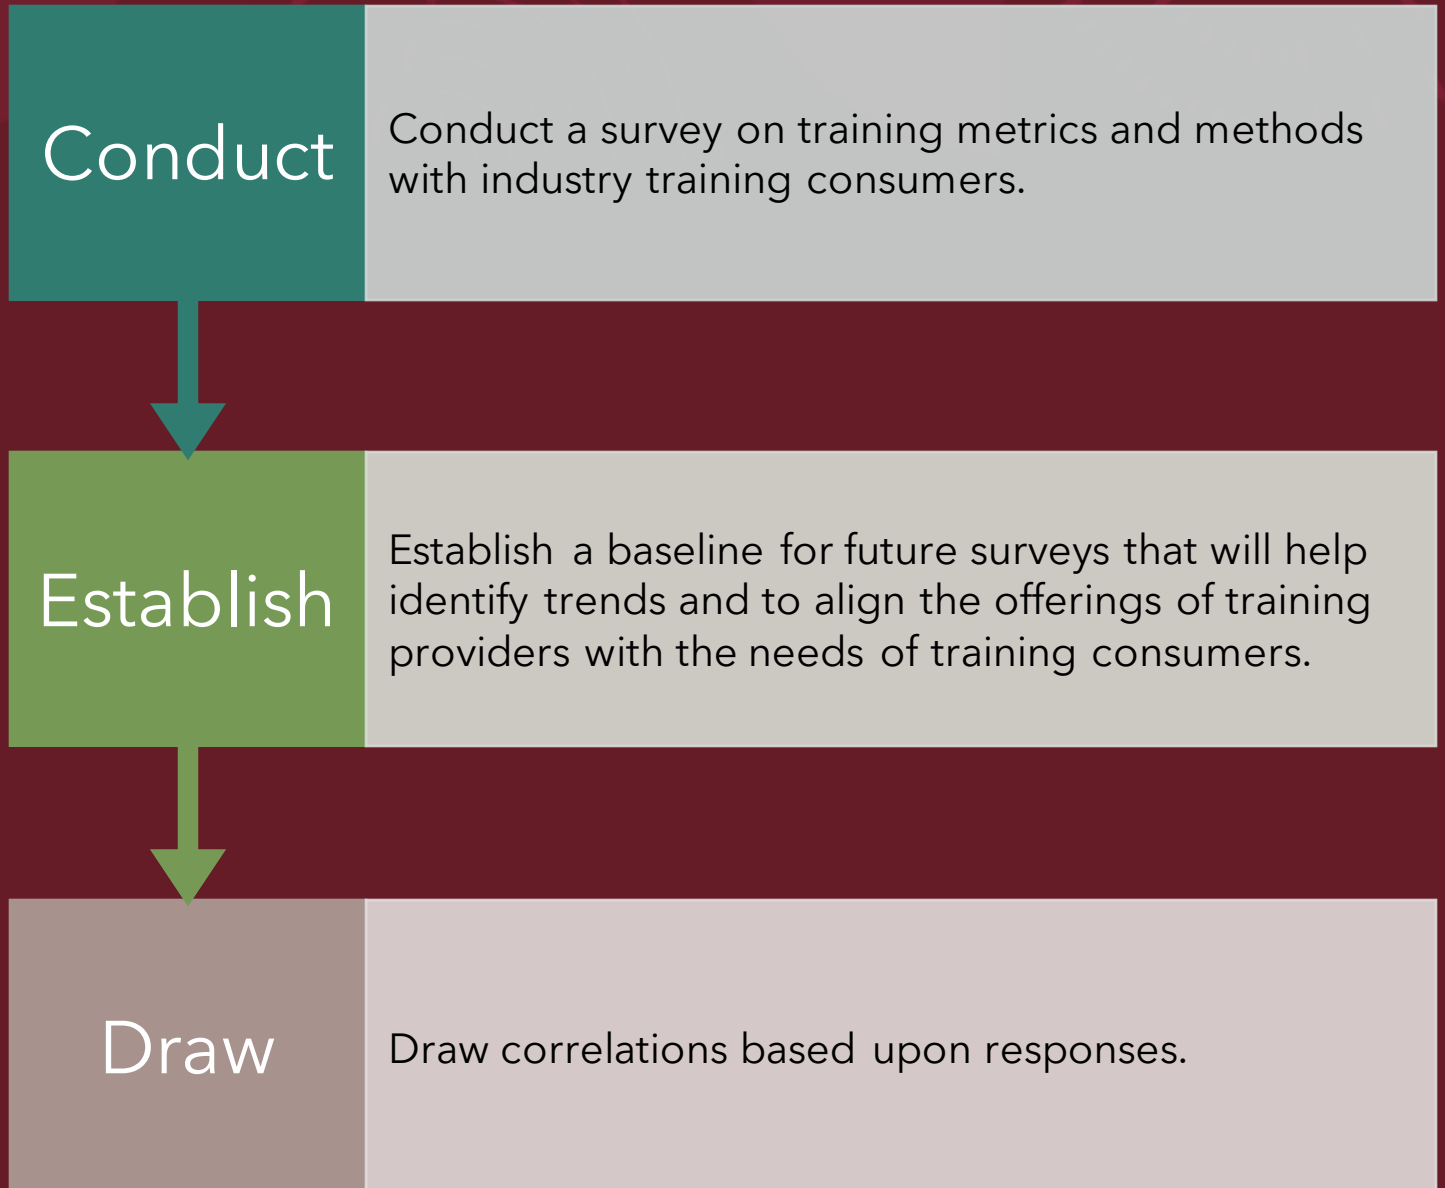 Conduct
Conduct a survey on training metrics and methods
with industry training consumers.
Establish
Establish a baseline for future surveys that will help
identify trends and to align the offerings of training
providers with the needs of training consumers.
Draw
Draw correlations based upon responses.